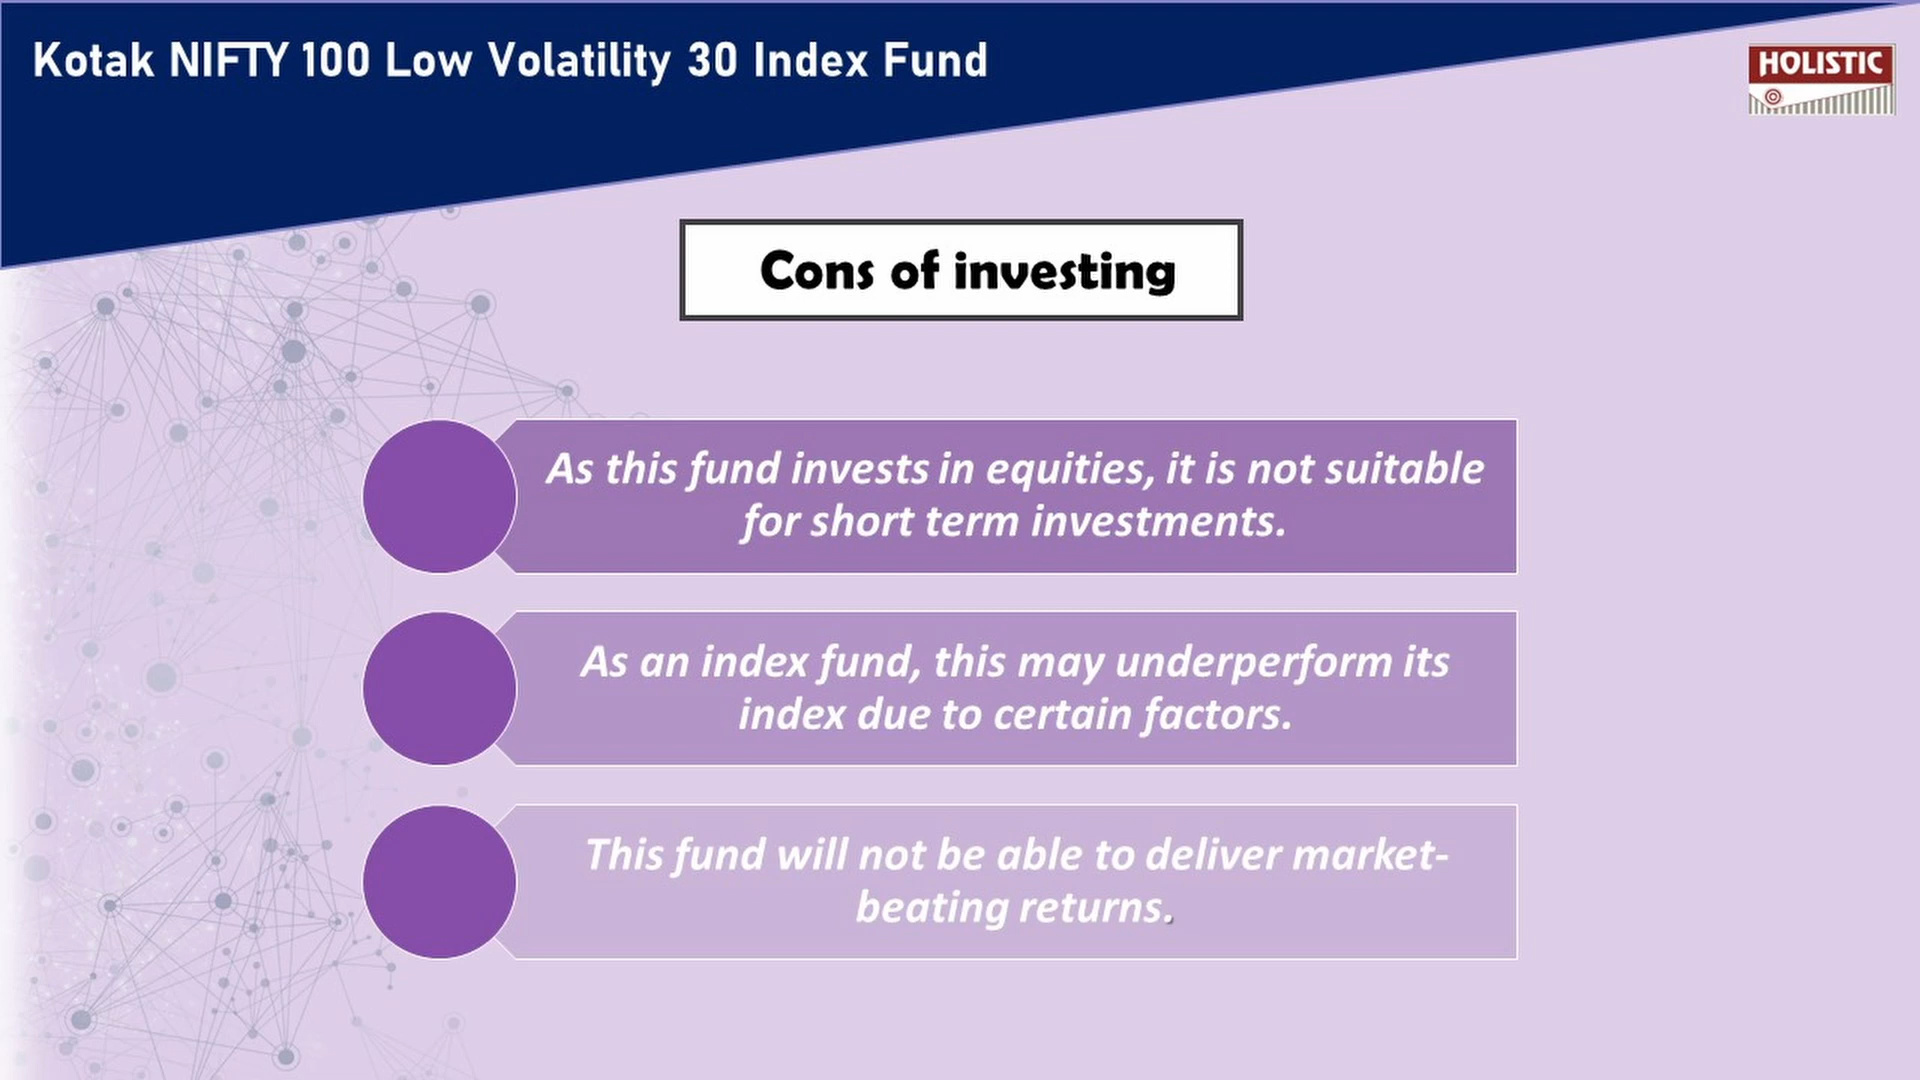 Kotak NIFTY 100 Low Volatility 30 Index Fund
HOLISTIC
Cons of investing
As this fund invests in equities, it is not suitable
for short term investments.
As an index fund, this may underperform its
index due to certain factors.
This fund will not be able to deliver market-
beating returns.